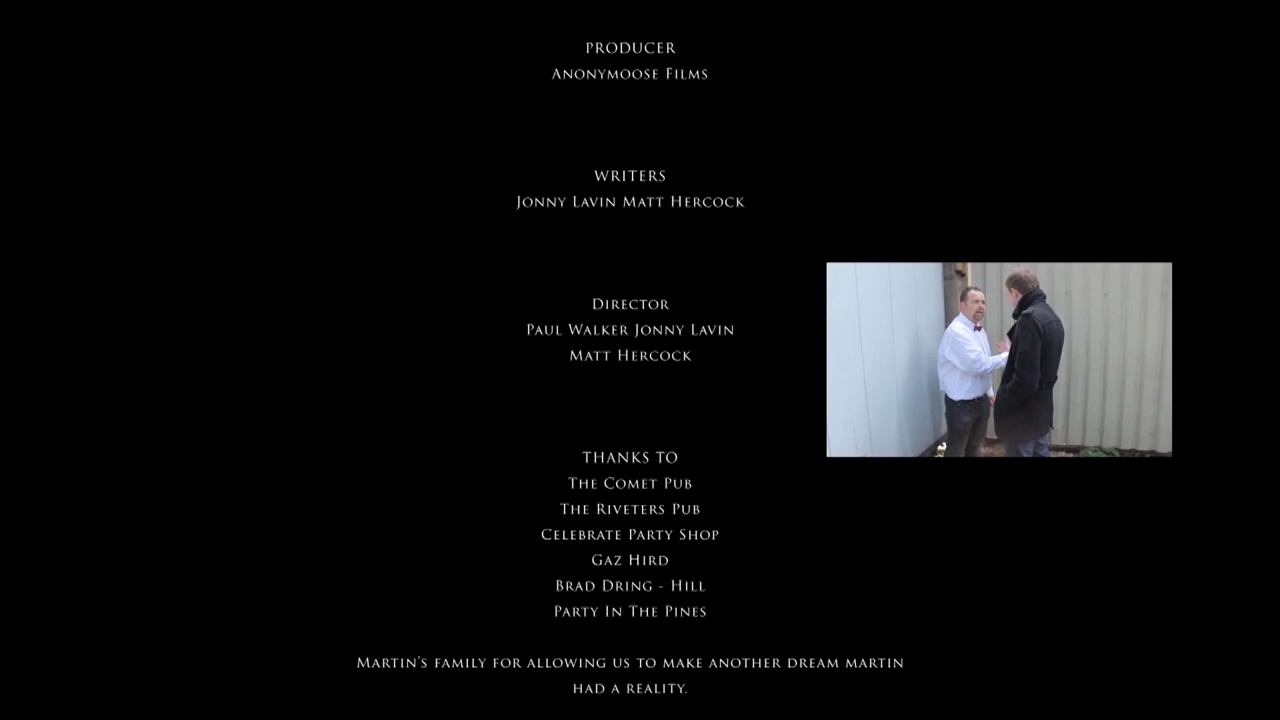 PRODUCER
ANONYMOOSE FILMS
WRITERS
JONNY LAVIN MATT HERCOCK
DIRECTOR
PAUL WALKER JONNY LAVIN
MATT HERCOCK
THANKS TO
THE COMET PUB
THE RIVETERS PUB
CELEBRATE PARTY SHOP
GAZ HIRD
BRAD DRING - HILL
PARTY IN THE PINES
MARTIN'S FAMILY FOR ALLOWING US TO MAKE ANOTHER DREAM MARTIN
HAD A REALITY.